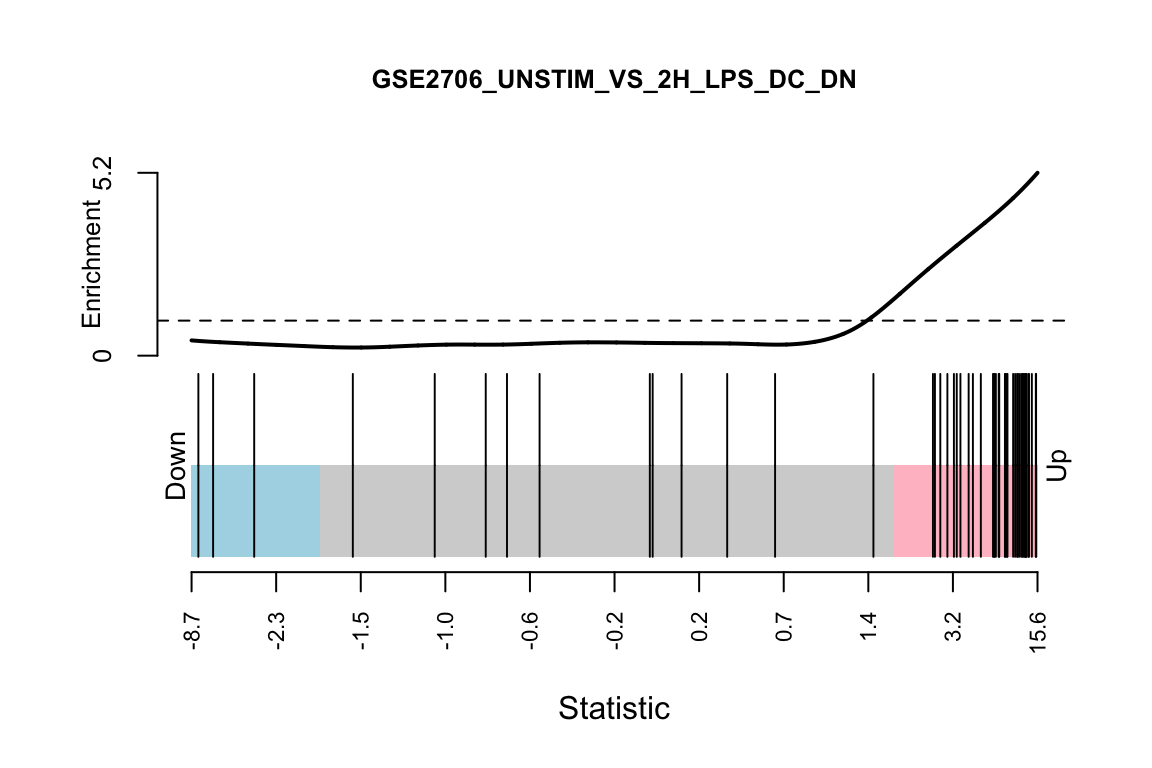 GSE2706_UNSTIM_VS_2H_LPS_DC_DN
Enrichment
5.2
0
Down
Up
-8.7 -2.3 -1.5 -1.0 -0.6 -0.2 0.2 0.7 1.4 3.2 15.6
Statistic